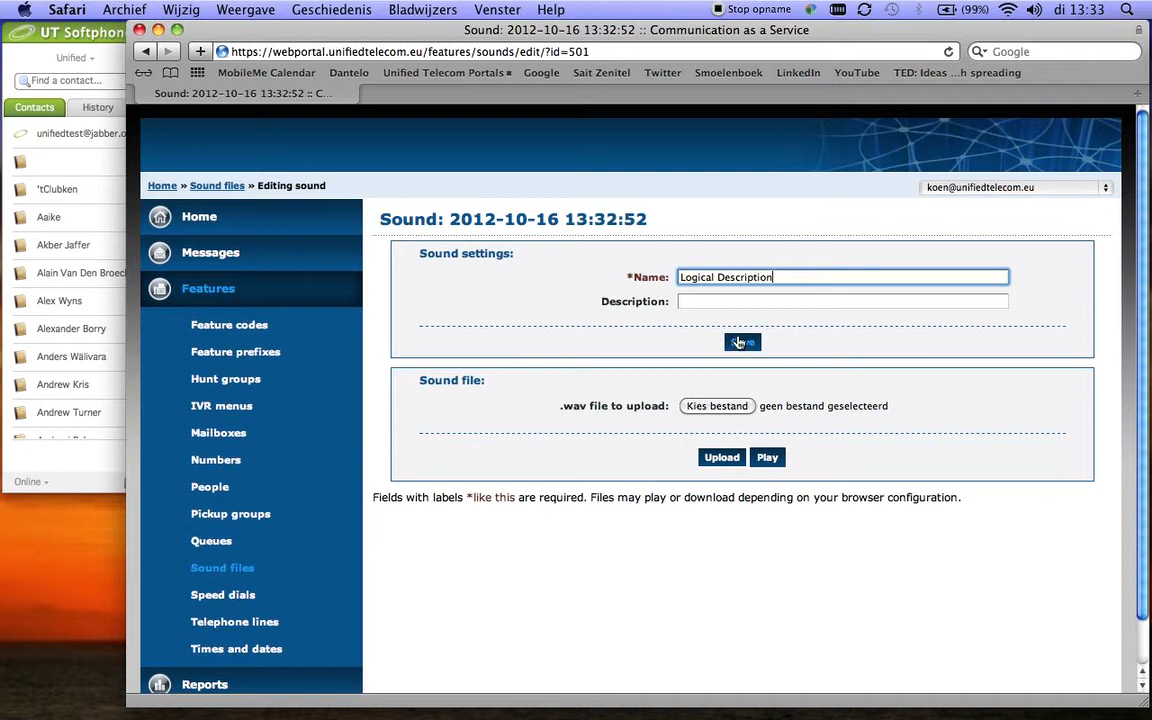 Safari Archief Wijzig Weergave Geschiedenis Bladwijzers Venster Help Stop opname (99%) di 13:33
UT Softpho
Unified
Find a contact...
Contacts History
unifiedtest@jabber.o
'tClubken
Aaike
Akber Jaffer
Alain Van Den Broeck
Alex Wyns
Alexander Borry
Anders Wälivara
Andrew Kris
Andrew Turner
Online
Sound: 2012-10-16 13:32:52 :: Communication as a Service
https://webportal.unifiedtelecom.eu/features/sounds/edit/?id=501
Google
MobileMe Calendar Dantelo Unified Telecom Portals Google Sait Zenitel Twitter Smoelenboek LinkedIn YouTube TED: Ideas ...h spreading
Sound: 2012-10-16 13:32:52 :: C...
Home » Sound files » Editing sound
koen@unifiedtelecom.eu
Home
Messages
Features
Feature codes
Feature prefixes
Hunt groups
IVR menus
Mailboxes
Numbers
People
Pickup groups
Queues
Sound files
Speed dials
Telephone lines
Times and dates
Reports
Sound: 2012-10-16 13:32:52
Sound settings:
*Name: Logical Description
Description:
Save
Sound file:
.wav file to upload: Kies bestand geen bestand geselecteerd
Upload Play
Fields with labels *like this are required. Files may play or download depending on your browser configuration.